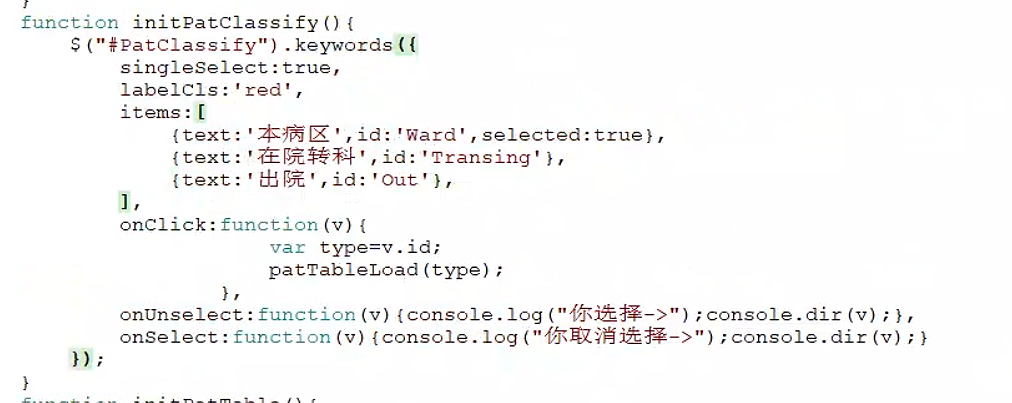 }
function initPatClassify(){
    $("#PatClassify").keywords({
        singleSelect:true,
        labelCls:'red',
        items:[
            {text:'本病区',id:'Ward',selected:true},
            {text:'在院转科',id:'Transing'},
            {text:'出院',id:'Out'},
        ],
        onClick:function(v){
                    var type=v.id;
                    patTableLoad(type);
                },
        onUnselect:function(v){console.log("你选择->");console.dir(v);},
        onSelect:function(v){console.log("你取消选择->");console.dir(v);}
    });
}
function initPatTable(){